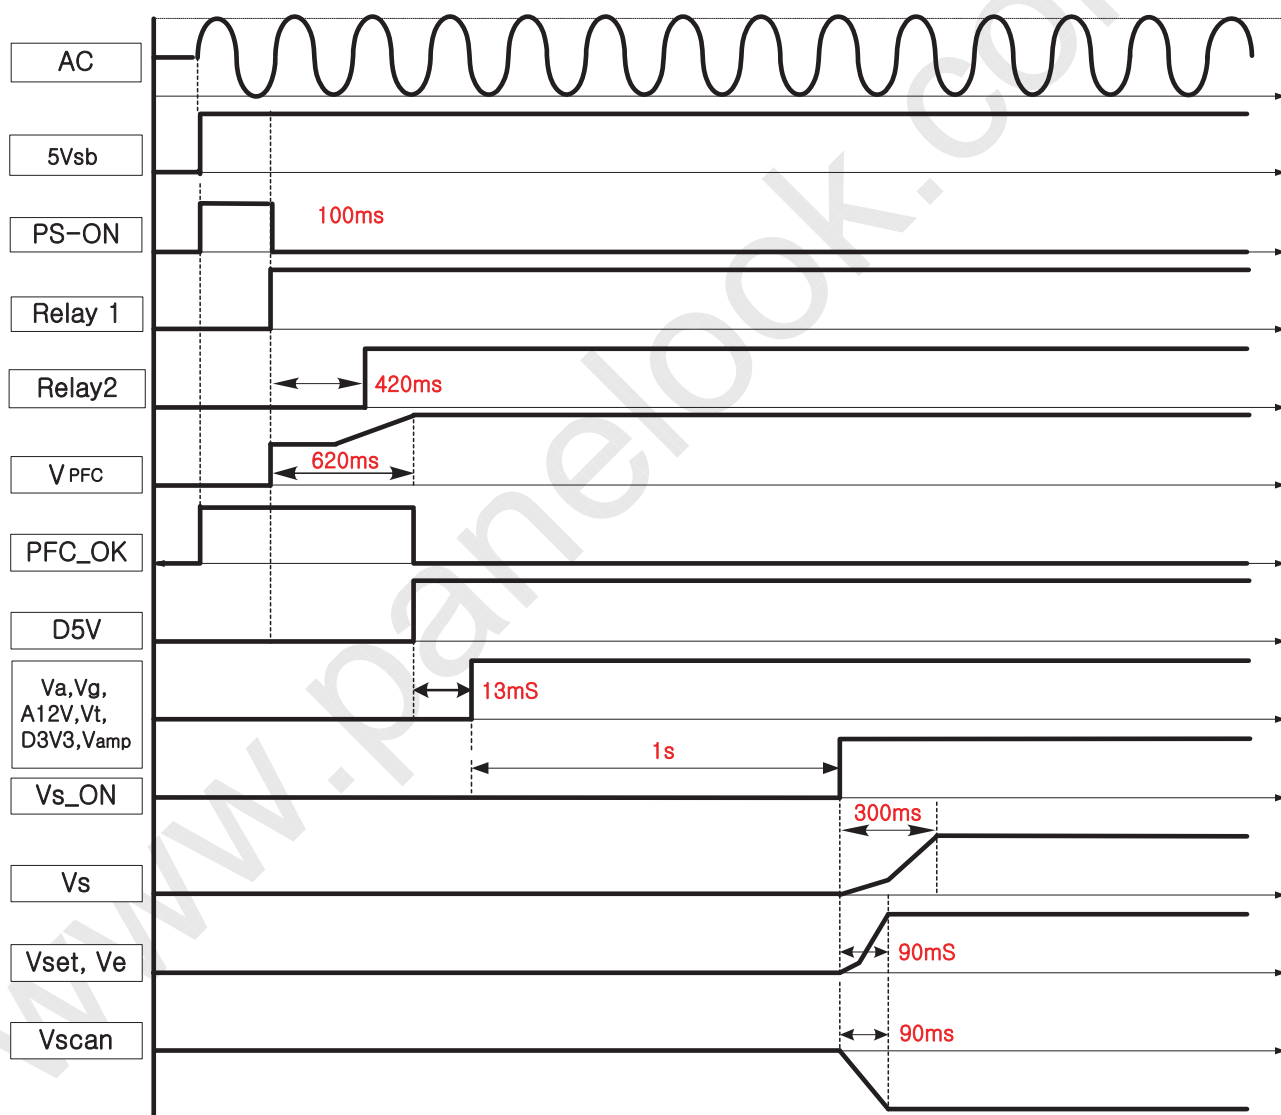 AC
5Vsb
PS-ON
100ms
Relay 1
Relay2
420ms
V PFC
620ms
PFC_OK
D5V
Va,Vg,
A12V,Vt,
D3V3,Vamp
13mS
1s
Vs_ON
300ms
Vs
Vset, Ve
90mS
Vscan
90ms
www.panelook.com